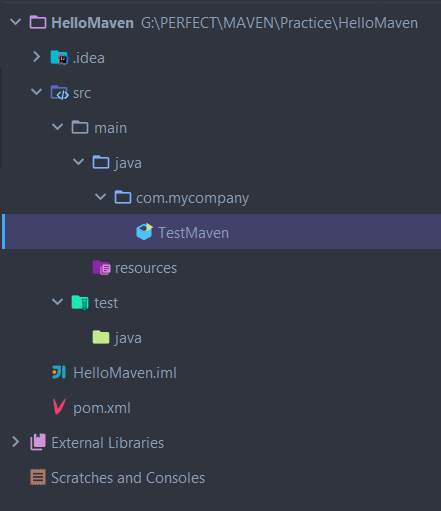 HelloMaven G:\PERFECT\MAVEN\Practice\HelloMaven
.idea
src
main
java
com.mycompany
TestMaven
resources
test
java
HelloMaven.iml
pom.xml
External Libraries
Scratches and Consoles